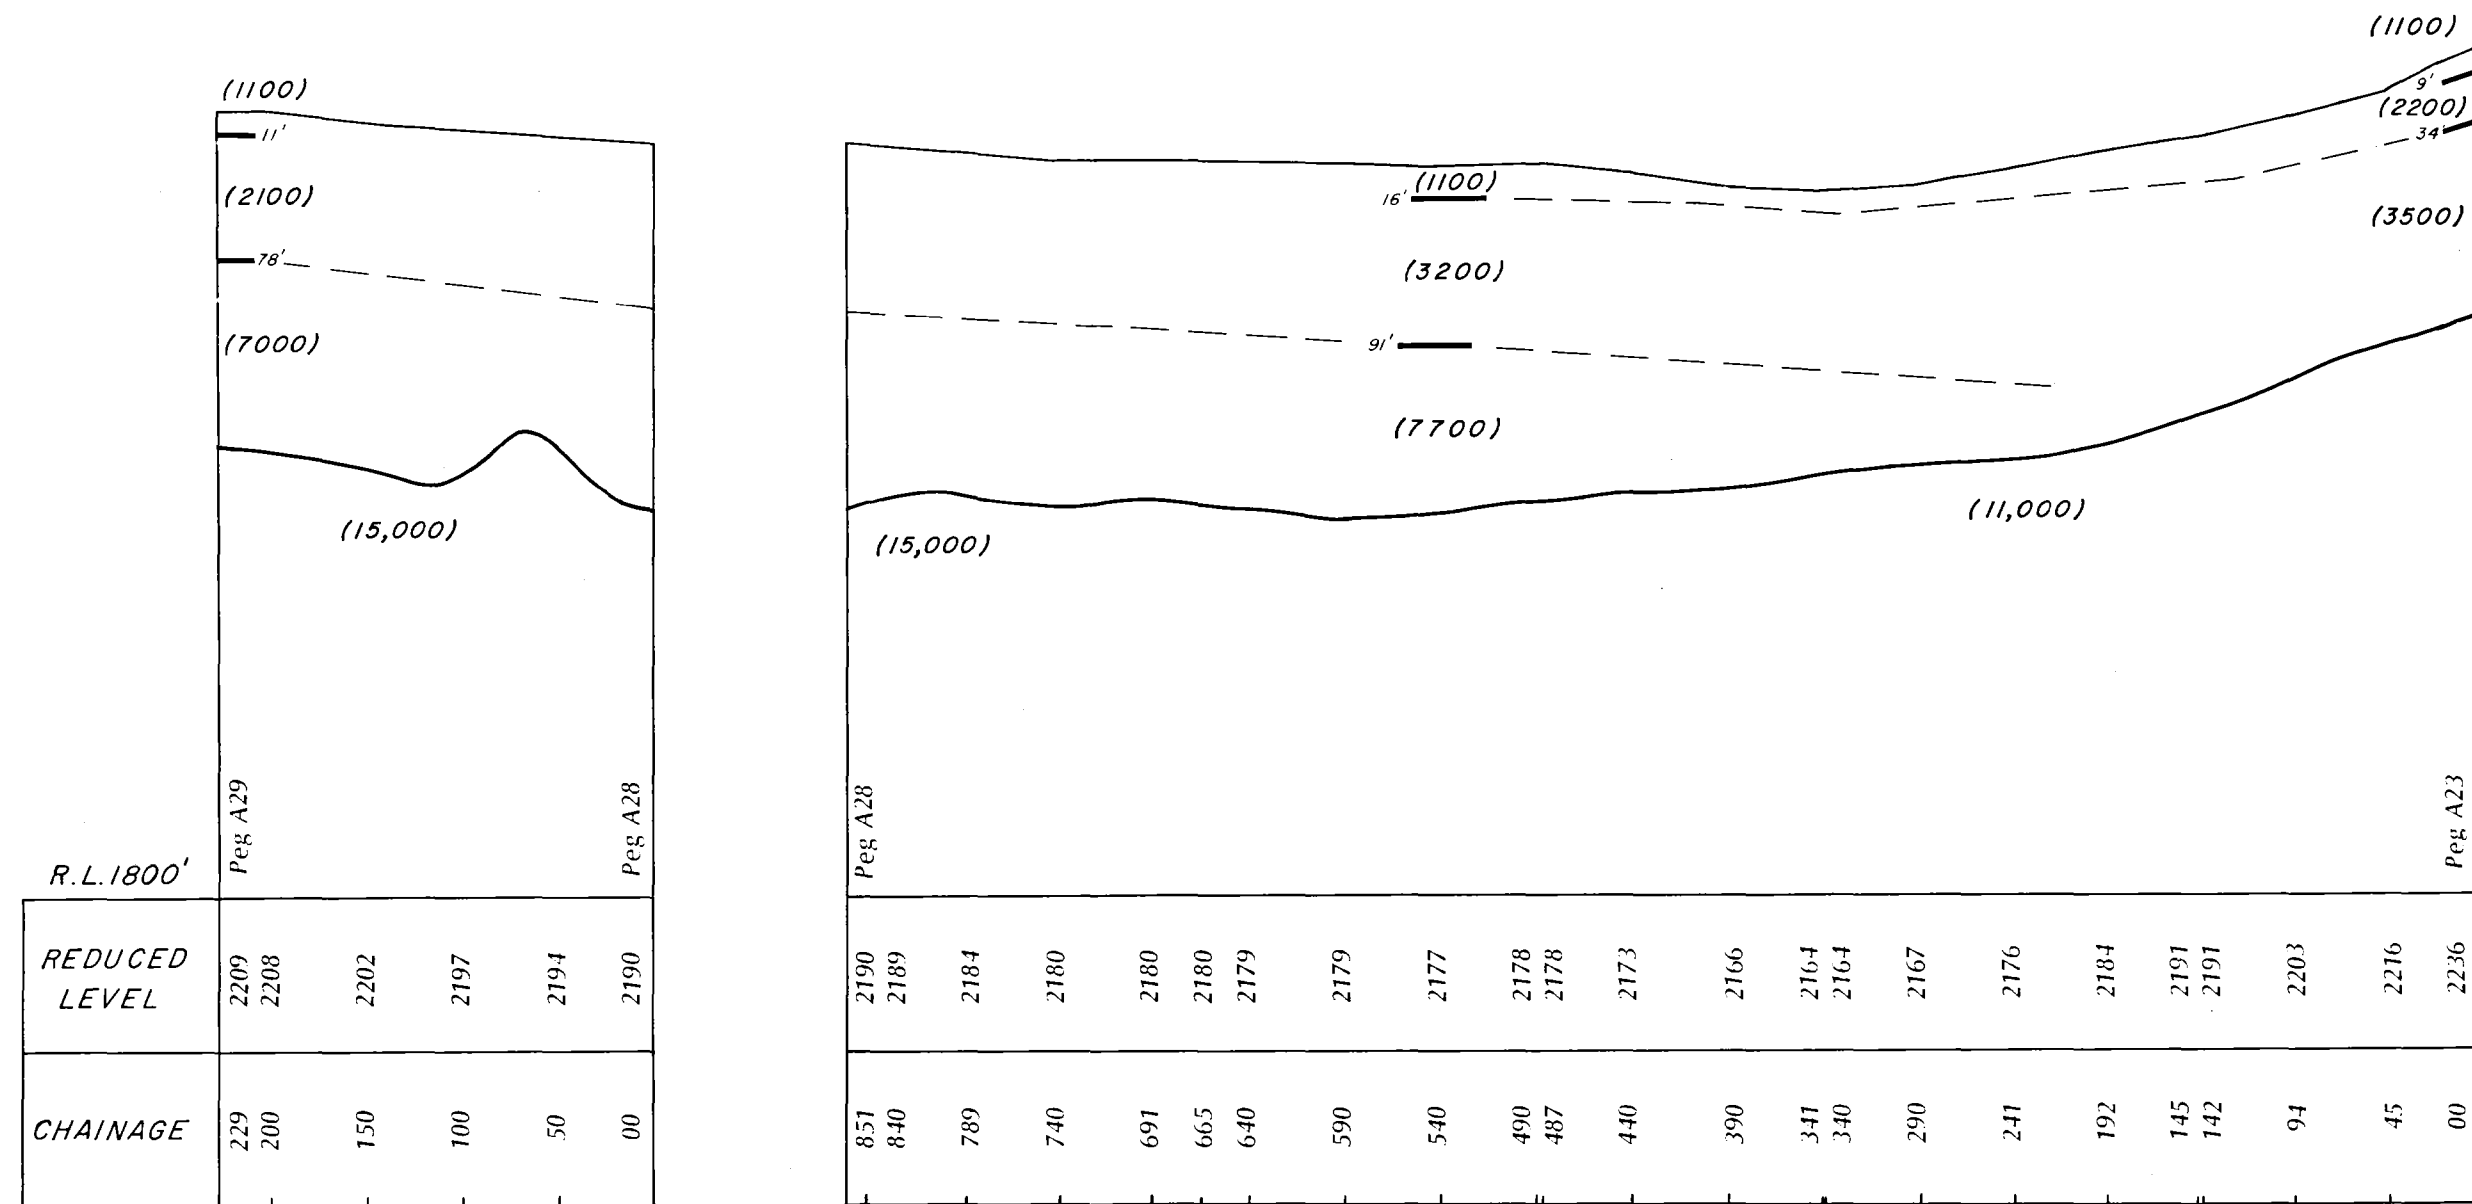 (1100)
(1100)
11'
9'
(2200)
34'
(2100)
16'
(1100)
(3500)
78'
(3200)
(7000)
91'
(7700)
(15,000)
(15,000)
(11,000)
Peg A29
Peg A28
Peg A28
Peg A23
R.L.1800'
REDUCED
LEVEL
2209 2208 2202 2197 2194 2190 2190 2189 2184 2180 2180 2180 2179 2179 2177 2178 2178 2173 2166 2164 2164 2167 2176 2184 2191 2191 2203 2216 2236
CHAINAGE
229 200 150 100 50 00 851 840 789 740 691 665 640 590 540 490 487 440 390 341 340 290 241 192 145 142 94 45 00